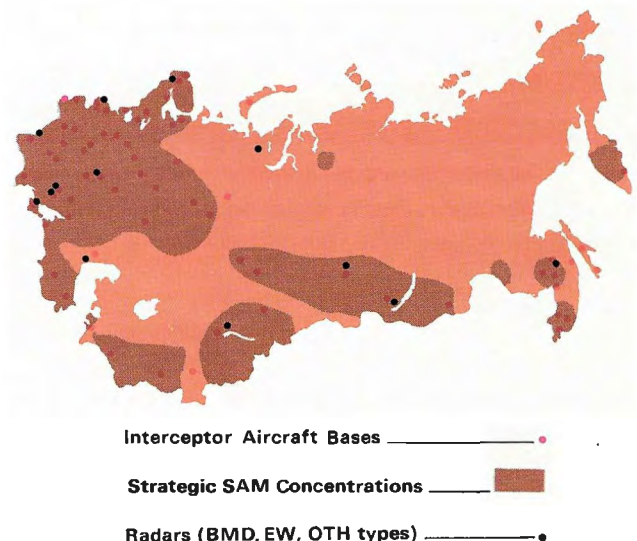 Interceptor Aircraft Bases
Strategic SAM Concentrations
Radars (BMD, EW, OTH types)